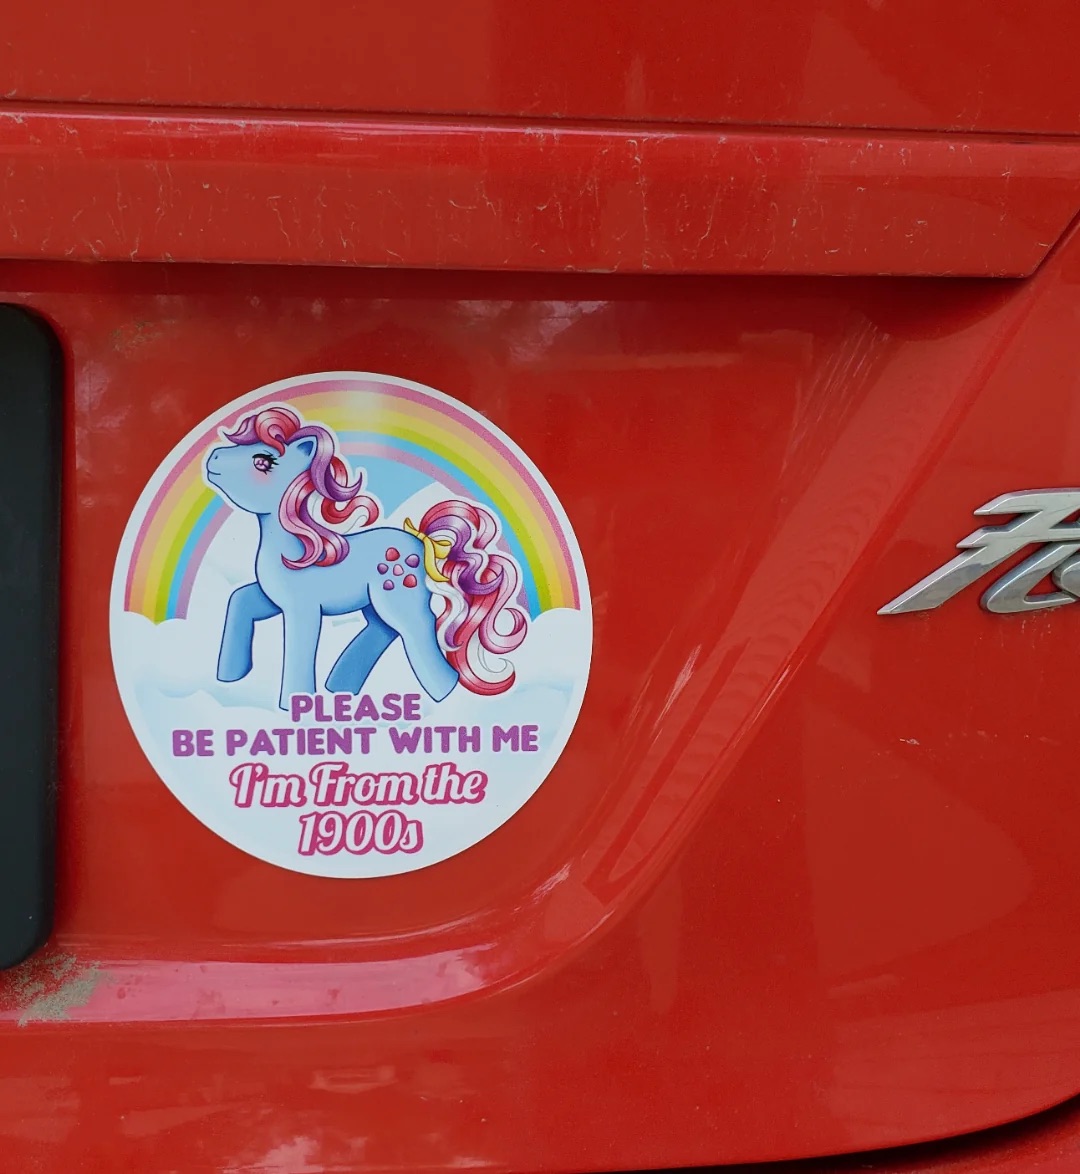 PLEASE
BE PATIENT WITH ME
I'm From the
1900s